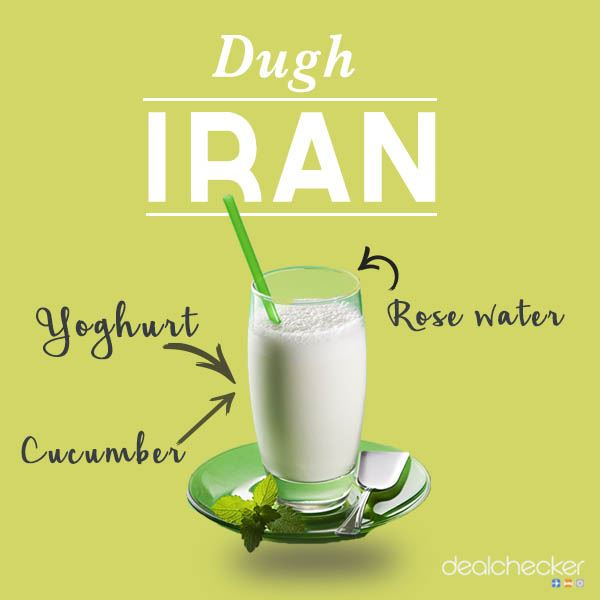 Dugh
IRAN
Yoghurt
Rose water
Cucumber
dealchecker